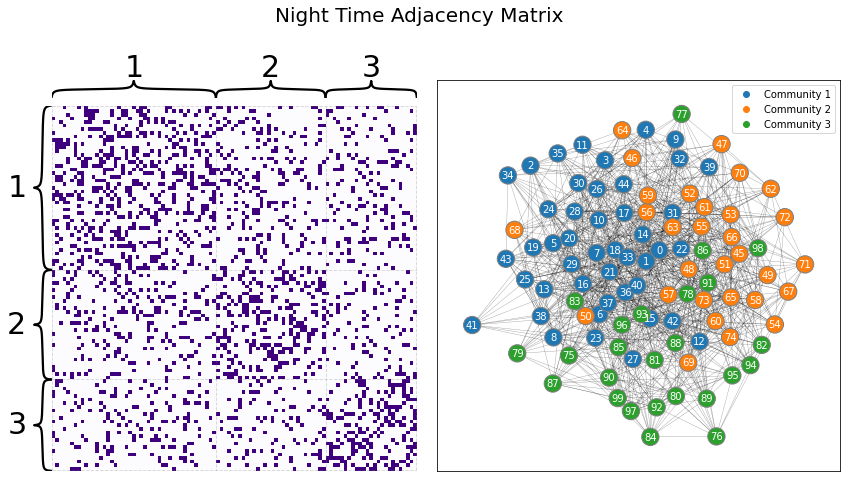 Night Time Adjacency Matrix
1 2 3
1
2
3
Community 1
Community 2
Community 3
77
64 4
9
11 47
35 3 46 32
2 39
34 70
30 26 44 62
59 52
24 28 10 17 56 31 61 53 72
68 14 63 55
20 66
43 19 5 7 18 33 0 22 86 45 98
29 21 1 48 51 71
25 13 16 36 40 91 49
83 37 57 78 73 65 58 67
41 38 50 6 96 93 15 42 60 54
8 23 88 12 74 82
79 75 85 27 81 69 94
87 90 95
99 97 92 80 89
84 76